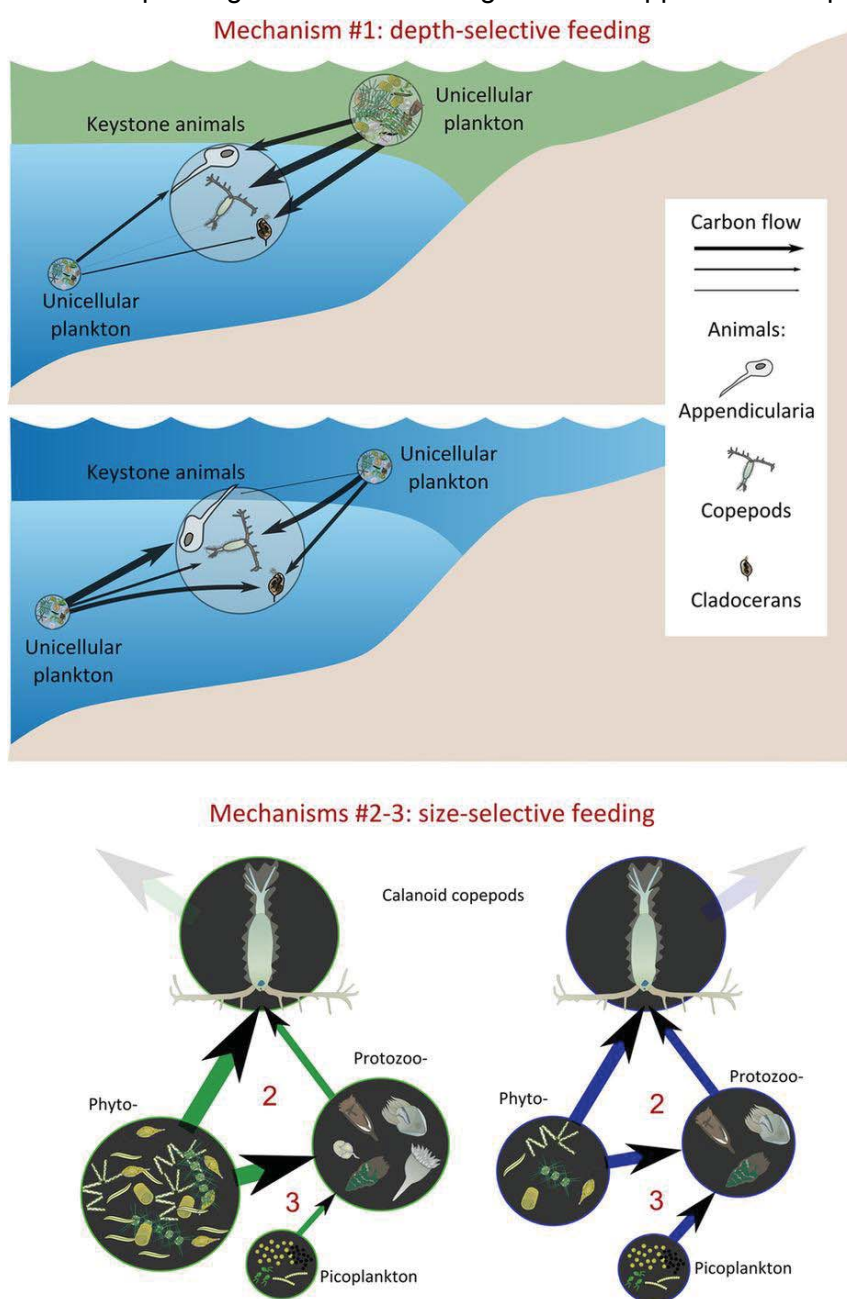 Mechanism #1: depth-selective feeding
Unicellular
plankton
Keystone animals
Unicellular
plankton
Carbon flow
Animals:
Appendicularia
Copepods
Cladocerans
Unicellular
plankton
Keystone animals
Unicellular
plankton
Mechanisms #2-3: size-selective feeding
Calanoid copepods
Protozoo-
Phyto-
2
3
Picoplankton
Protozoo-
Phyto-
2
3
Picoplankton